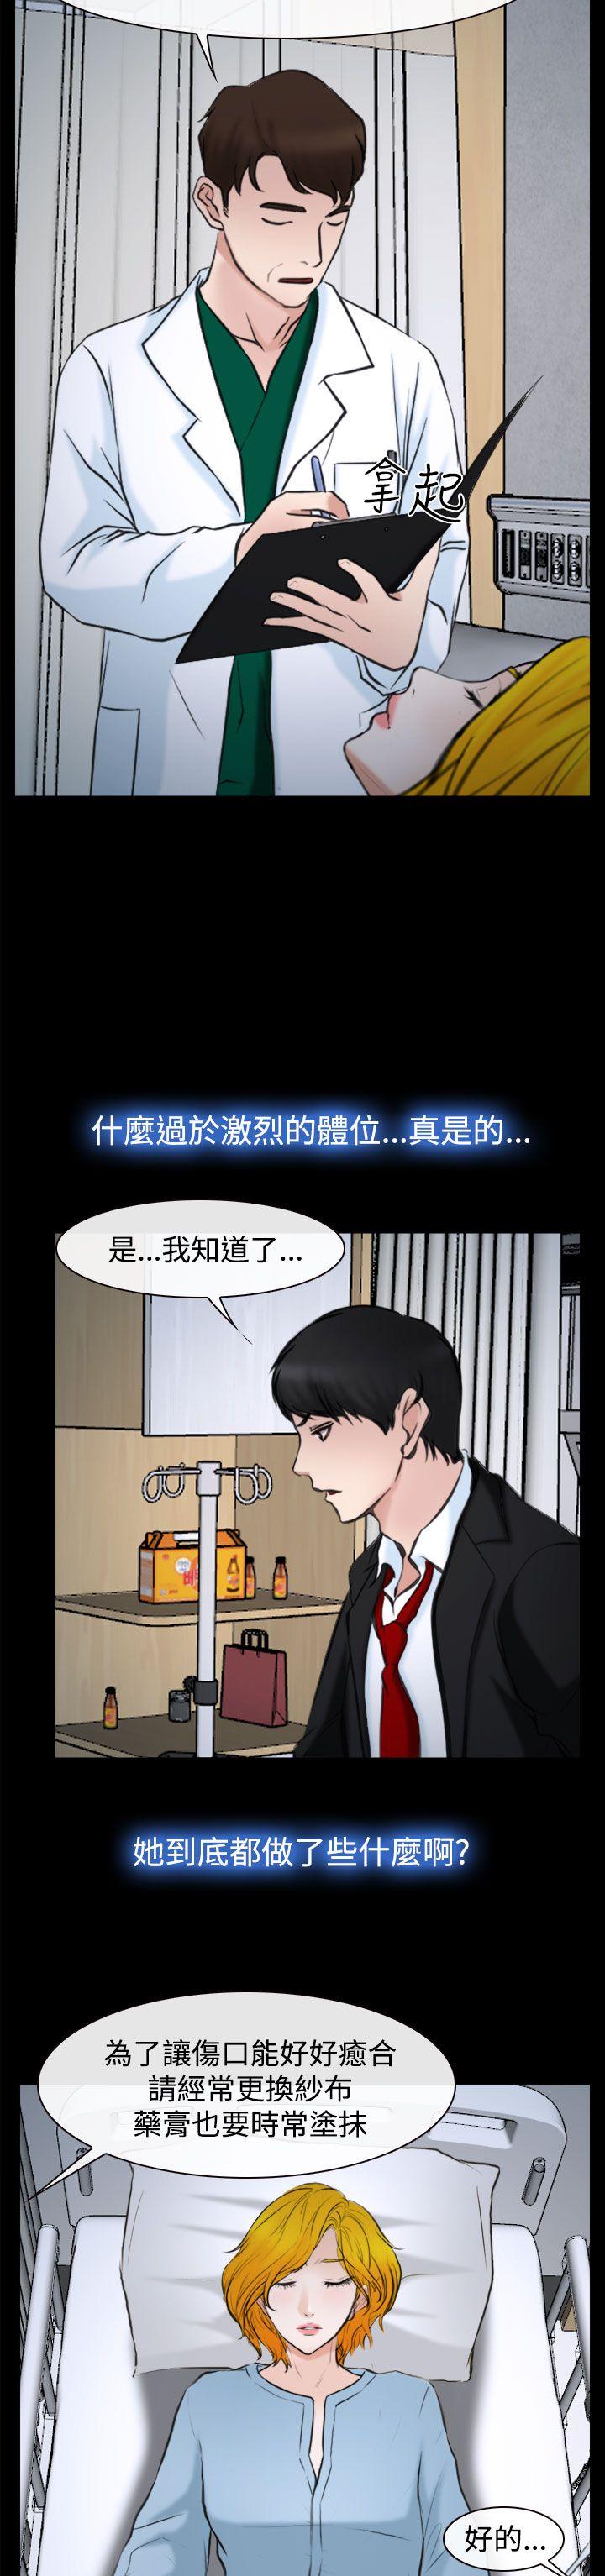 拿起
什麼過於激烈的體位...真是的...
是...我知道了...
她到底都做了些什麼啊?
為了讓傷口能好好癒合
請經常更換紗布
藥膏也要時常塗抹
好的...